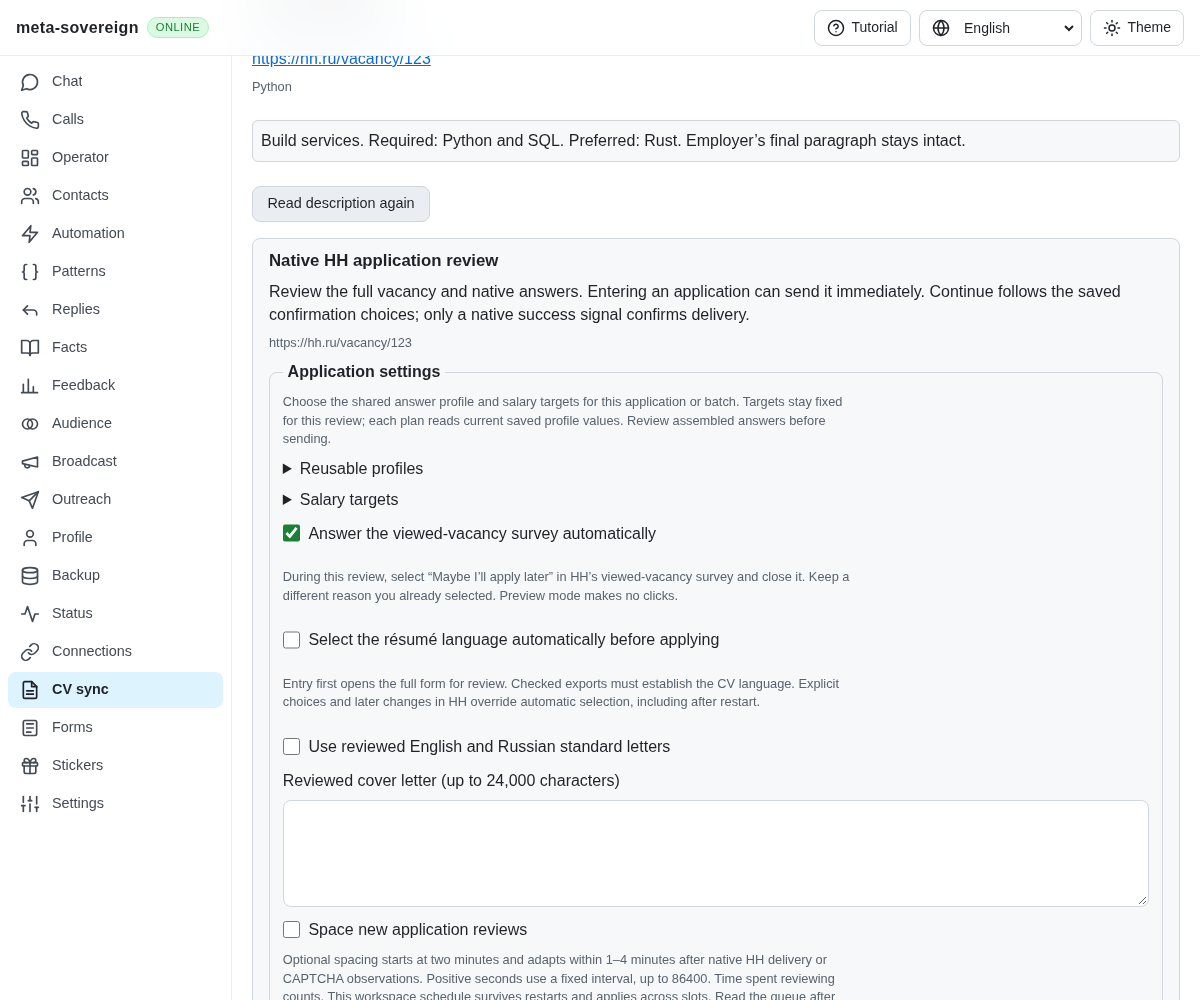 meta-sovereign ONLINE Tutorial English Theme
https://hh.ru/vacancy/123
Python
Build services. Required: Python and SQL. Preferred: Rust. Employer’s final paragraph stays intact.
Read description again
Native HH application review
Review the full vacancy and native answers. Entering an application can send it immediately. Continue follows the saved
confirmation choices; only a native success signal confirms delivery.
https://hh.ru/vacancy/123
Application settings
Choose the shared answer profile and salary targets for this application or batch. Targets stay fixed
for this review; each plan reads current saved profile values. Review assembled answers before
sending.
Reusable profiles
Salary targets
Answer the viewed-vacancy survey automatically
During this review, select “Maybe I’ll apply later” in HH’s viewed-vacancy survey and close it. Keep a
different reason you already selected. Preview mode makes no clicks.
Select the résumé language automatically before applying
Entry first opens the full form for review. Checked exports must establish the CV language. Explicit
choices and later changes in HH override automatic selection, including after restart.
Use reviewed English and Russian standard letters
Reviewed cover letter (up to 24,000 characters)
Space new application reviews
Optional spacing starts at two minutes and adapts within 1–4 minutes after native HH delivery or
CAPTCHA observations. Positive seconds use a fixed interval, up to 86400. Time spent reviewing
counts. This workspace schedule survives restarts and applies across slots. Read the queue after
Chat
Calls
Operator
Contacts
Automation
Patterns
Replies
Facts
Feedback
Audience
Broadcast
Outreach
Profile
Backup
Status
Connections
CV sync
Forms
Stickers
Settings